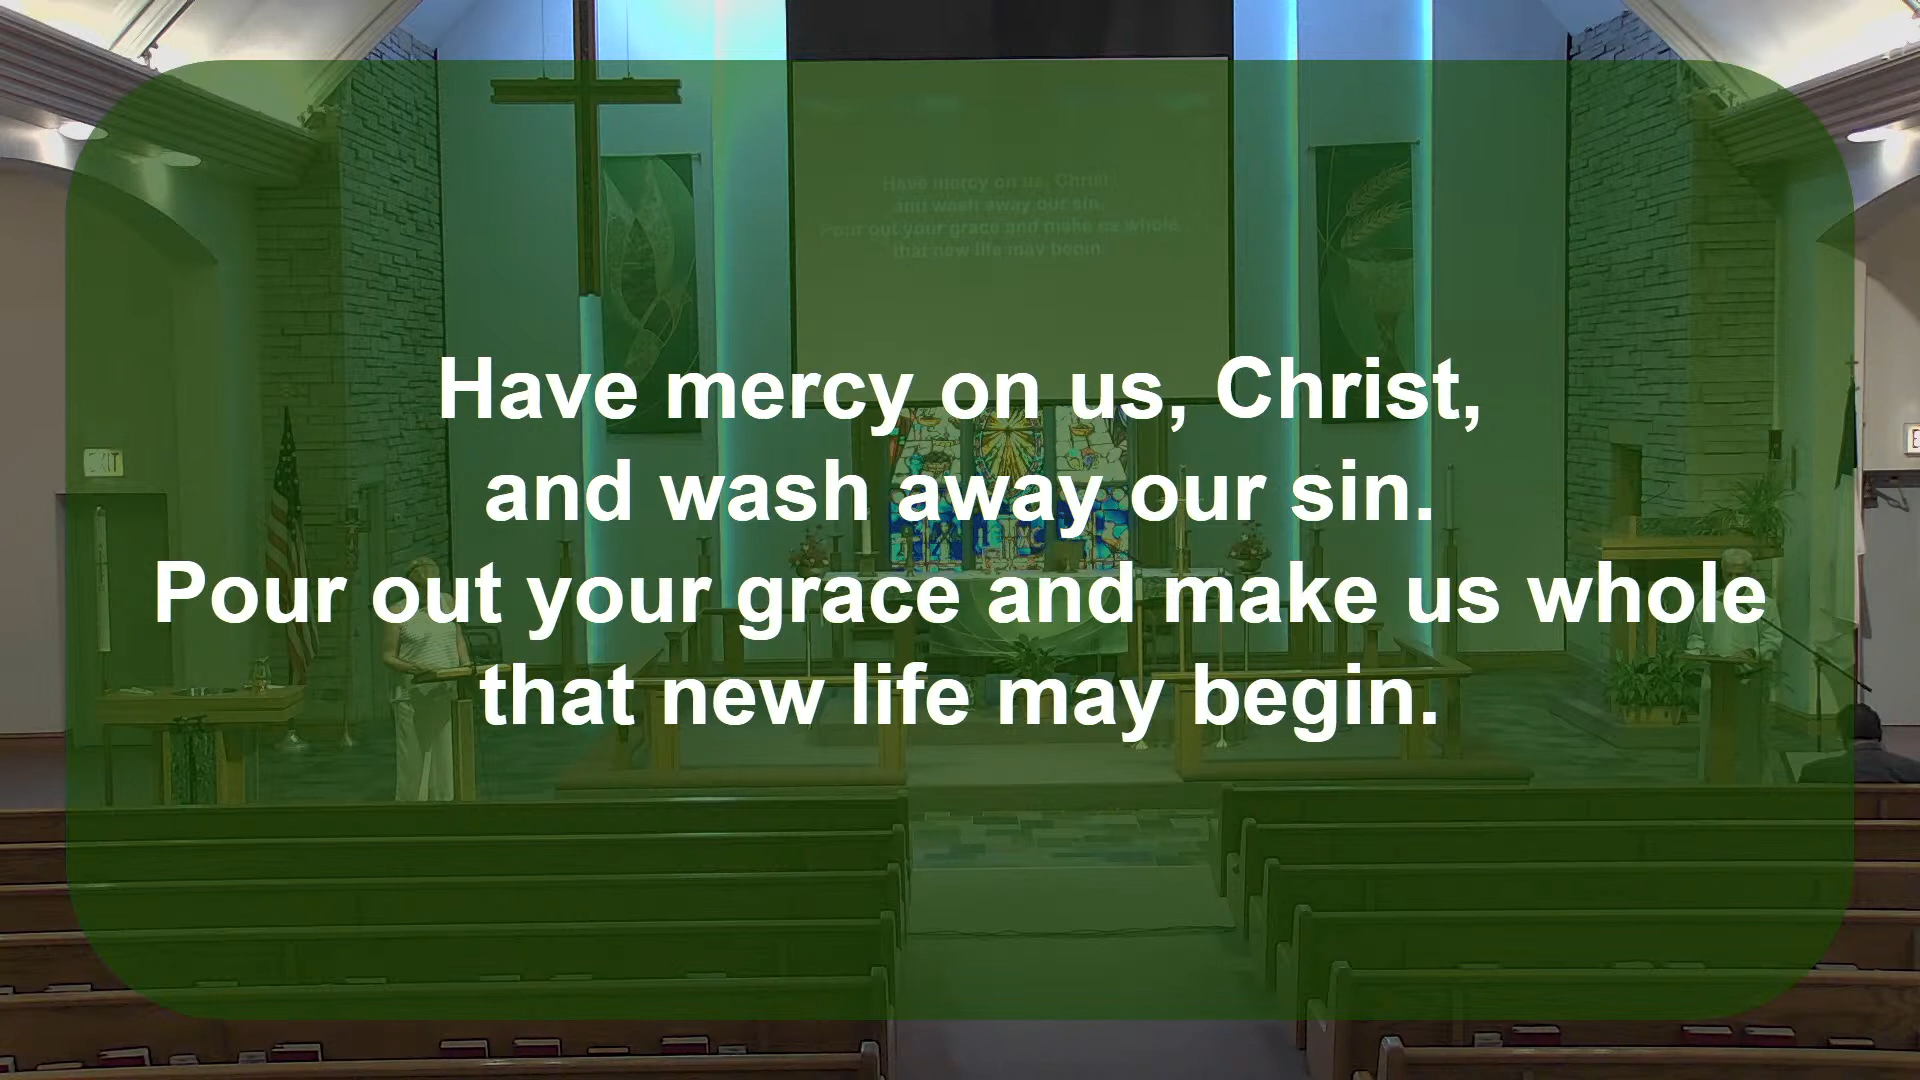 EXIT
Have mercy on us, Christ,
and wash away our sin.
Pour out your grace and make us whole
that new life may begin.
Have mercy on us, Christ,
and wash away our sin.
Pour out your grace and make us whole
that new life may begin.